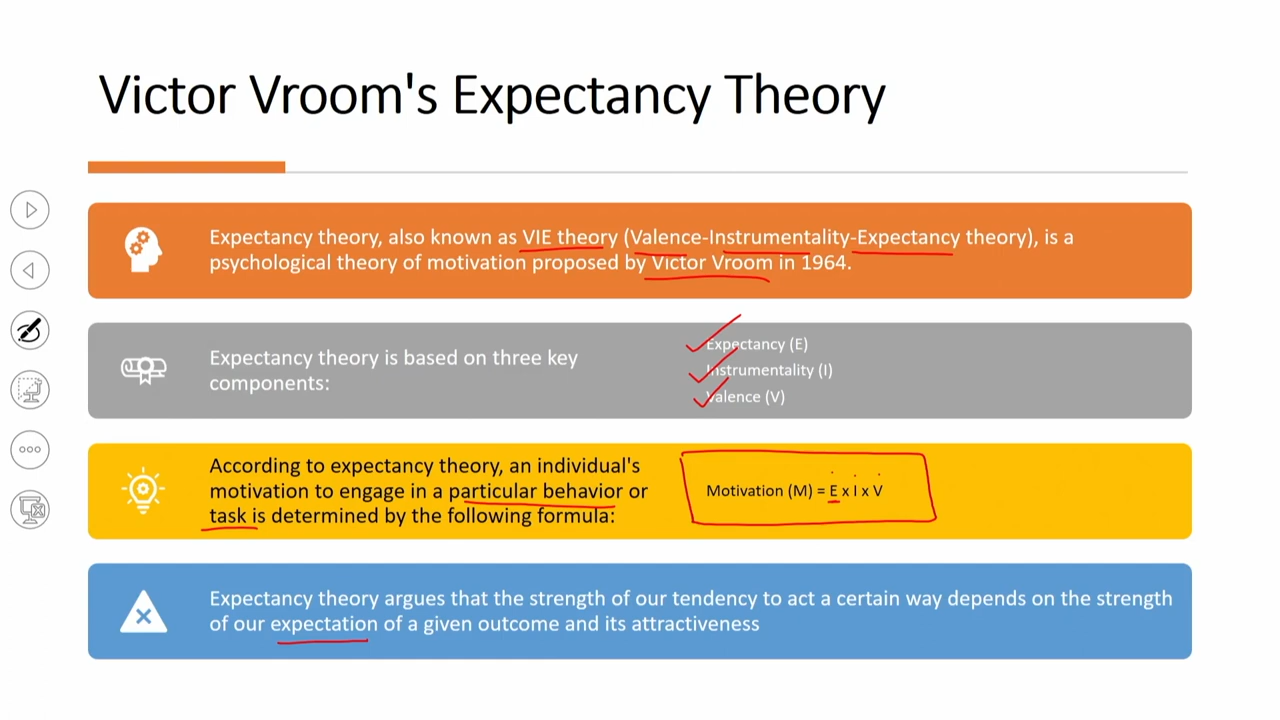 Victor Vroom's Expectancy Theory
Expectancy theory, also known as VIE theory (Valence-Instrumentality-Expectancy theory), is a
psychological theory of motivation proposed by Victor Vroom in 1964.
Expectancy theory is based on three key
components:
Expectancy (E)
Instrumentality (I)
Valence (V)
According to expectancy theory, an individual's
motivation to engage in a particular behavior or
task is determined by the following formula:
Motivation (M) = E x I x V
Expectancy theory argues that the strength of our tendency to act a certain way depends on the strength
of our expectation of a given outcome and its attractiveness